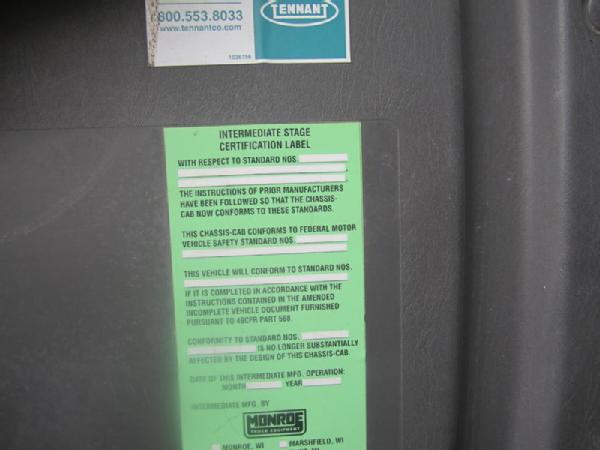 800.553.8033
www.tennantco.com
TENNANT
INTERMEDIATE STAGE
CERTIFICATION LABEL
WITH RESPECT TO STANDARD NOS.
THE INSTRUCTIONS OF PRIOR MANUFACTURERS
HAVE BEEN FOLLOWED SO THAT THE CHASSIS-
CAB NOW CONFORMS TO THESE STANDARDS.
THIS CHASSIS-CAB CONFORMS TO FEDERAL MOTOR
VEHICLE SAFETY STANDARD NOS.
THIS VEHICLE WILL CONFORM TO STANDARD NOS.
IF IT IS COMPLETED IN ACCORDANCE WITH THE
INSTRUCTIONS CONTAINED IN THE AMENDED
INCOMPLETE VEHICLE DOCUMENT FURNISHED
PURSUANT TO 49CFR PART 568.
CONFORMITY TO STANDARD NOS.
IS NO LONGER SUBSTANTIALLY
AFFECTED BY THE DESIGN OF THIS CHASSIS-CAB.
DATE OF THIS INTERMEDIATE MFG. OPERATION:
MONTH YEAR
INTERMEDIATE MFG. BY
MONROE
TRUCK EQUIPMENT
MONROE, WI MARSHFIELD, WI